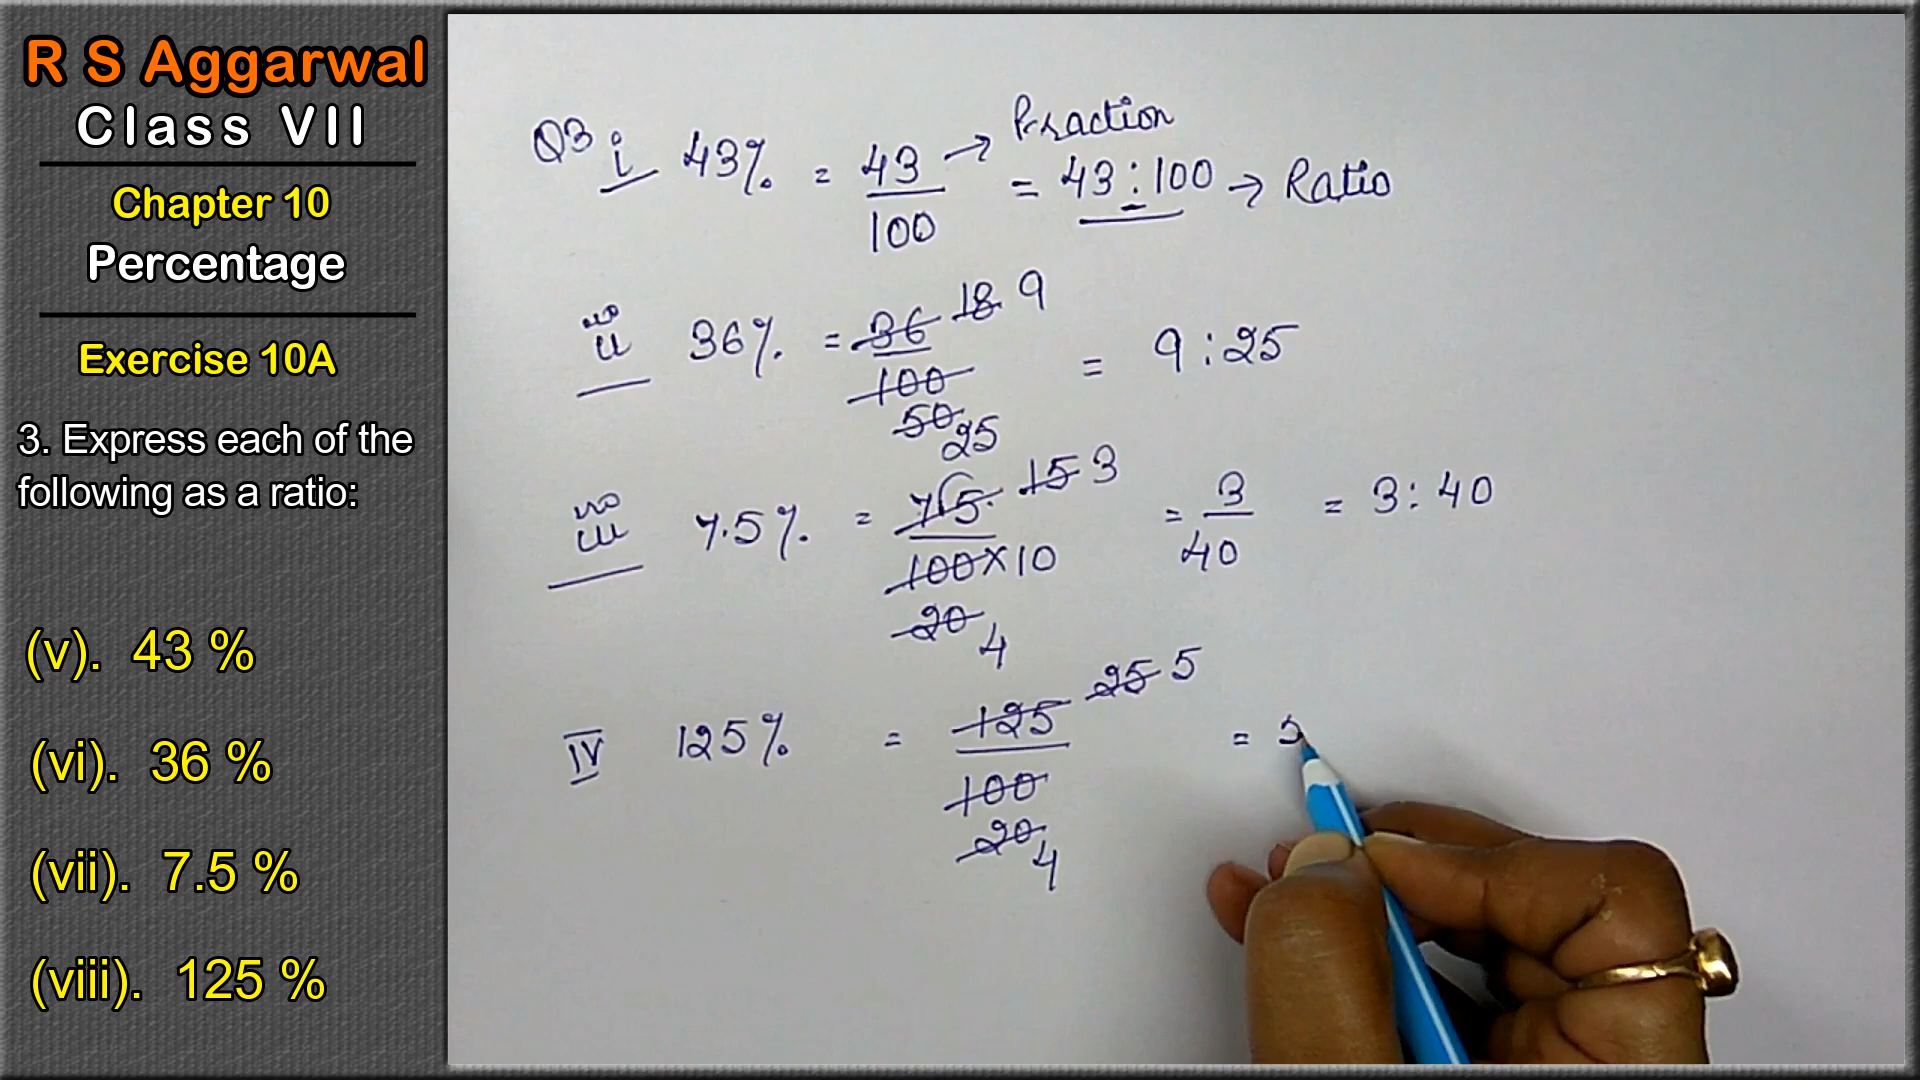 R S Aggarwal
Class VII
Chapter 10
Percentage
Exercise 10A
3. Express each of the
following as a ratio:
(v). 43 %
(vi). 36 %
(vii). 7.5 %
(viii). 125 %
Q3 i 43% = 43/100 → Fraction = 43 : 100 → Ratio
ii 36% = 36/100 18 9 50 25 = 9 : 25
iii 7.5% = 75/100×10 15 3 20 4 = 3/40 = 3 : 40
IV 125% = 125/100 25 5 20 4 = 5